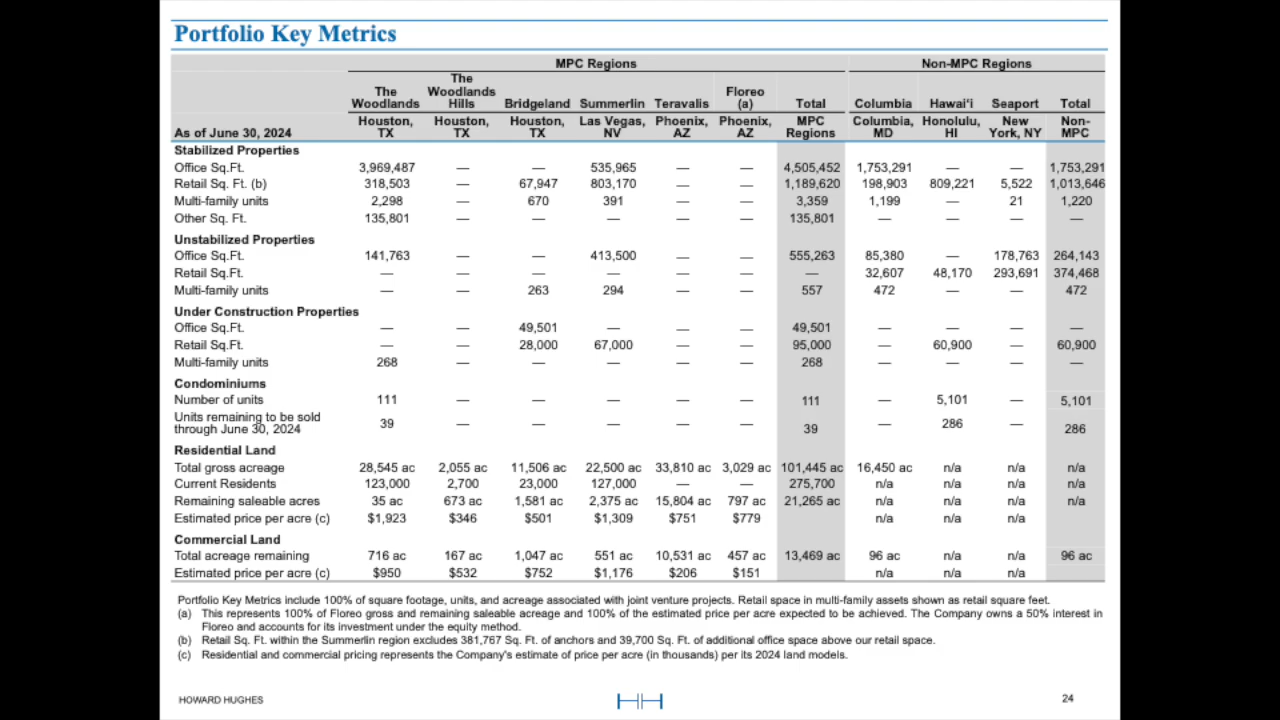 Portfolio Key Metrics
MPC Regions Non-MPC Regions
The Woodlands The Woodlands Hills Bridgeland Summerlin Teravalis Floreo (a) Total Columbia Hawai'i Seaport Total
As of June 30, 2024 Houston, TX Houston, TX Houston, TX Las Vegas, NV Phoenix, AZ Phoenix, AZ MPC Regions Columbia, MD Honolulu, HI New York, NY Non-MPC
Stabilized Properties
Office Sq.Ft. 3,969,487 — — 535,965 — — 4,505,452 1,753,291 — — 1,753,291
Retail Sq. Ft. (b) 318,503 — 67,947 803,170 — — 1,189,620 198,903 809,221 5,522 1,013,646
Multi-family units 2,298 — 670 391 — — 3,359 1,199 — 21 1,220
Other Sq. Ft. 135,801 — — — — — 135,801 — — — —
Unstabilized Properties
Office Sq.Ft. 141,763 — — 413,500 — — 555,263 85,380 — 178,763 264,143
Retail Sq.Ft. — — — — — — — 32,607 48,170 293,691 374,468
Multi-family units — — 263 294 — — 557 472 — — 472
Under Construction Properties
Office Sq.Ft. — — 49,501 — — — 49,501 — — — —
Retail Sq.Ft. — — 28,000 67,000 — — 95,000 — 60,900 — 60,900
Multi-family units 268 — — — — — 268 — — — —
Condominiums
Number of units 111 — — — — — 111 — 5,101 — 5,101
Units remaining to be sold through June 30, 2024 39 — — — — — 39 — 286 — 286
Residential Land
Total gross acreage 28,545 ac 2,055 ac 11,506 ac 22,500 ac 33,810 ac 3,029 ac 101,445 ac 16,450 ac n/a n/a n/a
Current Residents 123,000 2,700 23,000 127,000 — — 275,700 n/a n/a n/a n/a
Remaining saleable acres 35 ac 673 ac 1,581 ac 2,375 ac 15,804 ac 797 ac 21,265 ac n/a n/a n/a n/a
Estimated price per acre (c) $1,923 $346 $501 $1,309 $751 $779 n/a n/a n/a
Commercial Land
Total acreage remaining 716 ac 167 ac 1,047 ac 551 ac 10,531 ac 457 ac 13,469 ac 96 ac n/a n/a 96 ac
Estimated price per acre (c) $950 $532 $752 $1,176 $206 $151 n/a n/a n/a
Portfolio Key Metrics include 100% of square footage, units, and acreage associated with joint venture projects. Retail space in multi-family assets shown as retail square feet.
(a) This represents 100% of Floreo gross and remaining saleable acreage and 100% of the estimated price per acre expected to be achieved. The Company owns a 50% interest in
Floreo and accounts for its investment under the equity method.
(b) Retail Sq. Ft. within the Summerlin region excludes 381,767 Sq. Ft. of anchors and 39,700 Sq. Ft. of additional office space above our retail space.
(c) Residential and commercial pricing represents the Company's estimate of price per acre (in thousands) per its 2024 land models.
HOWARD HUGHES 24